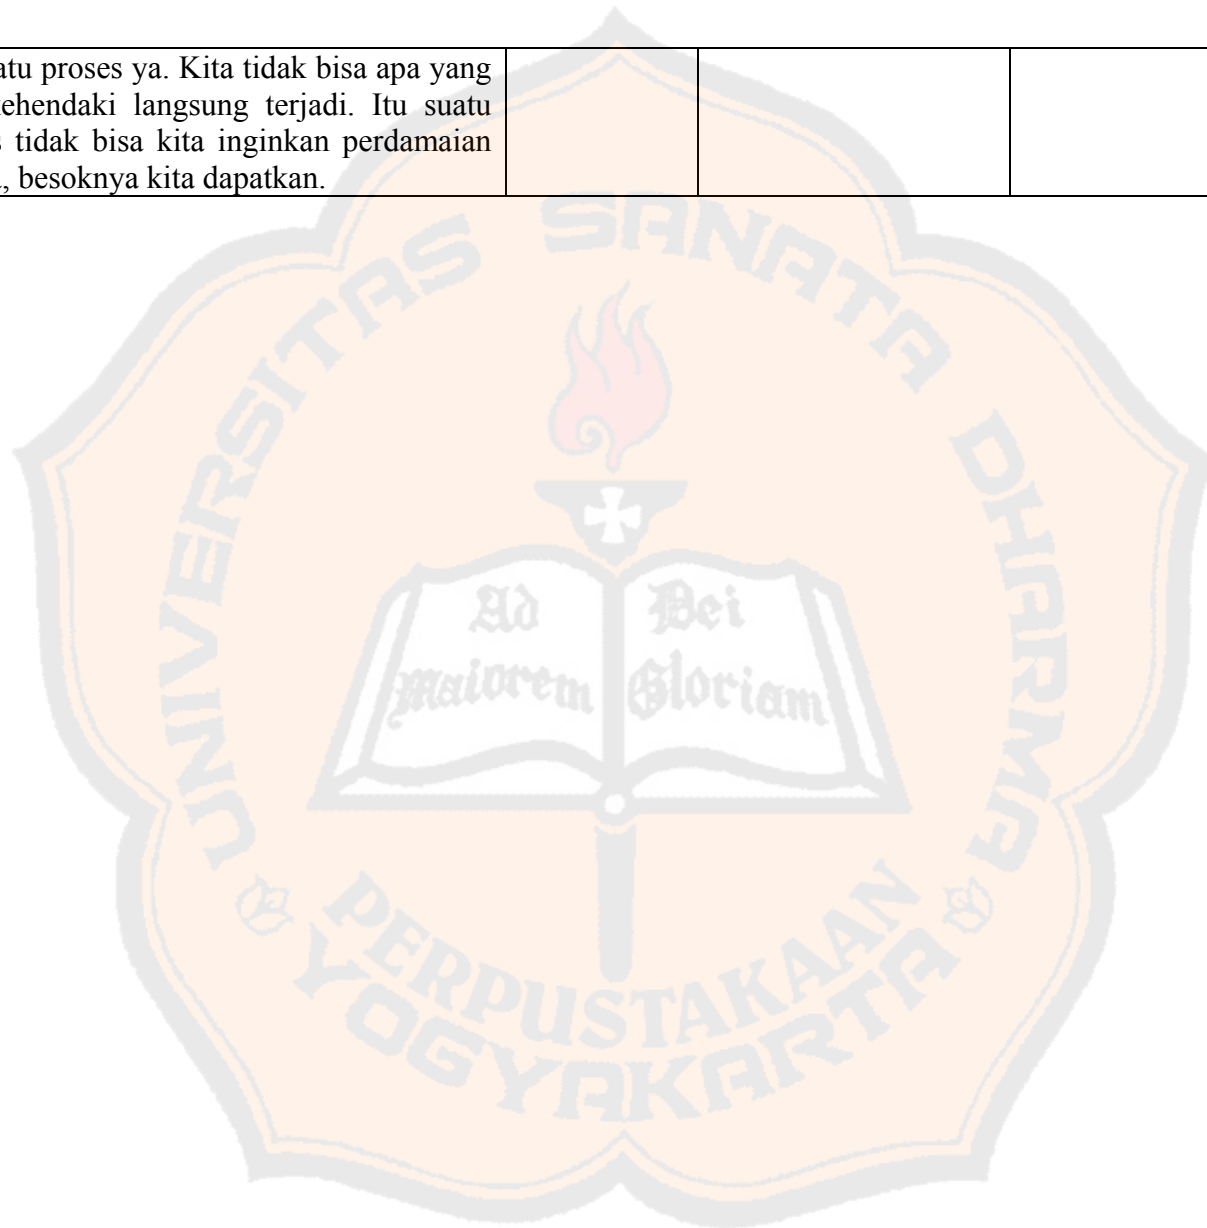 atu proses ya. Kita tidak bisa apa yang
ehendaki langsung terjadi. Itu suatu
s tidak bisa kita inginkan perdamaian
, besoknya kita dapatkan.
UNIVERSITAS SANATA DHARMA
Ad Dei
maiorem Gloriam
PERPUSTAKAAN
YOGYAKARTA